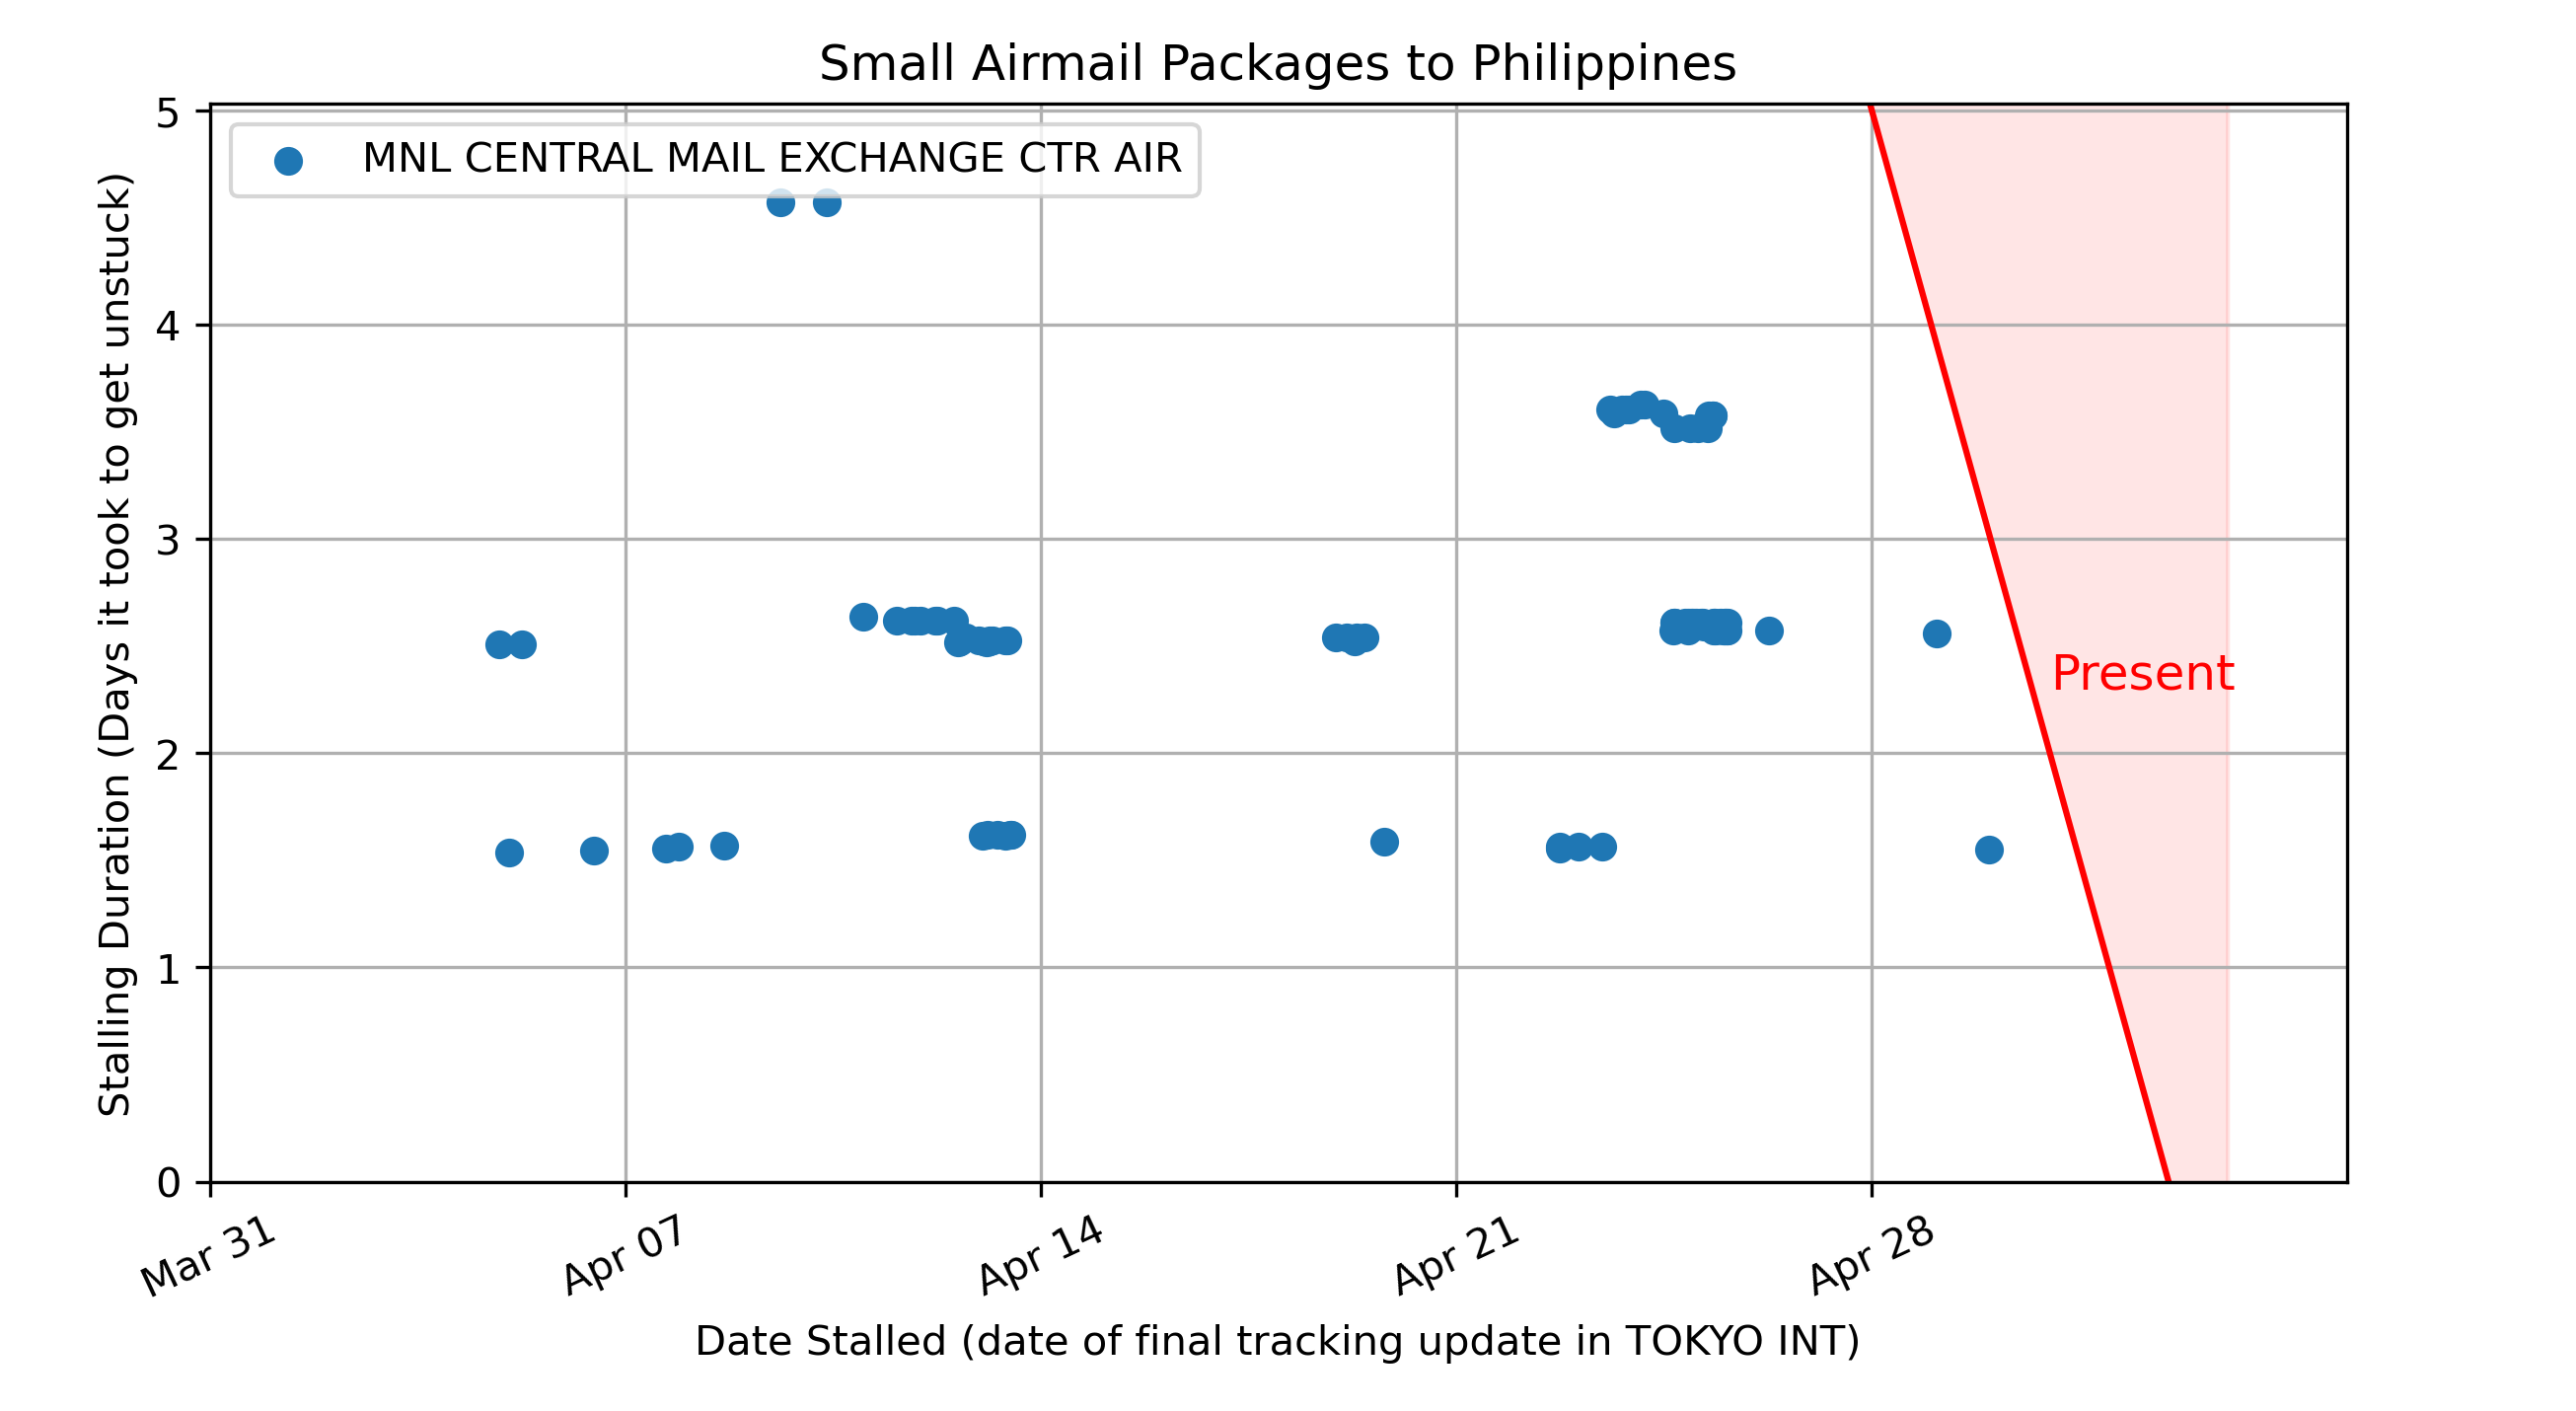 Small Airmail Packages to Philippines
MNL CENTRAL MAIL EXCHANGE CTR AIR
Stalling Duration (Days it took to get unstuck)
5
4
3
2
1
0
Present
Mar 31
Apr 07
Apr 14
Apr 21
Apr 28
Date Stalled (date of final tracking update in TOKYO INT)